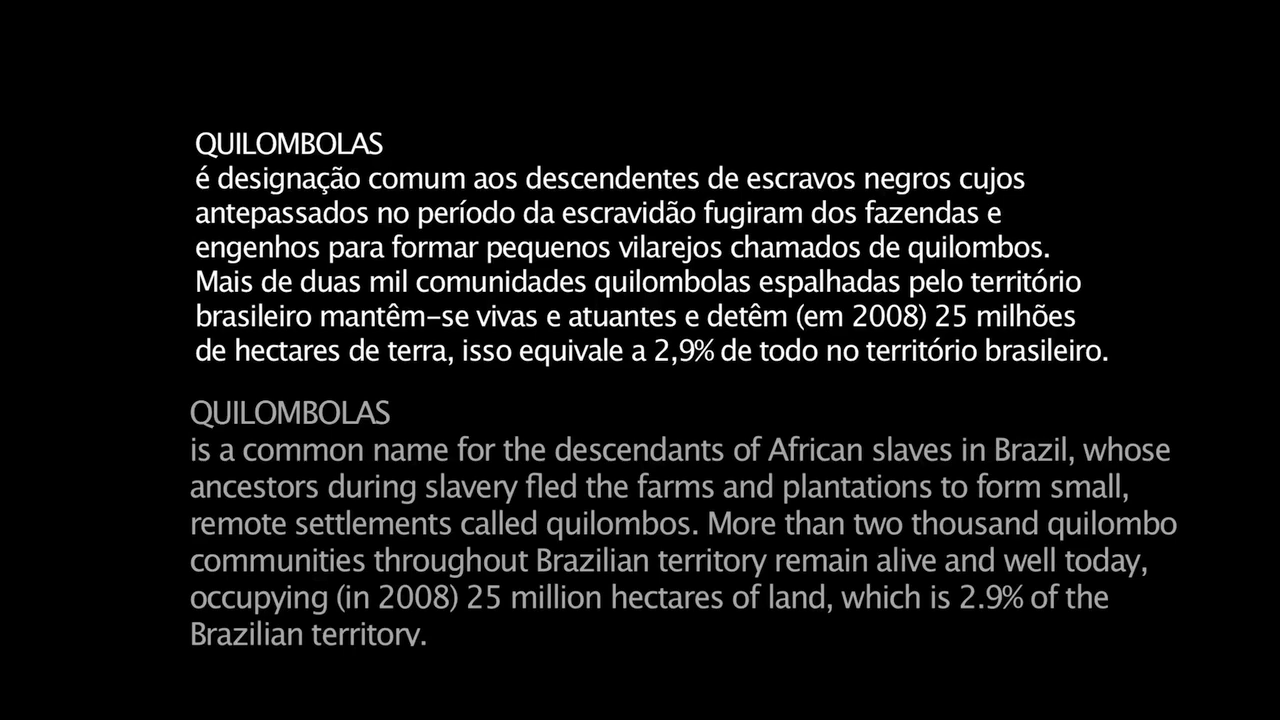 QUILOMBOLAS
é designação comum aos descendentes de escravos negros cujos
antepassados no período da escravidão fugiram dos fazendas e
engenhos para formar pequenos vilarejos chamados de quilombos.
Mais de duas mil comunidades quilombolas espalhadas pelo território
brasileiro mantêm-se vivas e atuantes e detêm (em 2008) 25 milhões
de hectares de terra, isso equivale a 2,9% de todo no território brasileiro.
QUILOMBOLAS
is a common name for the descendants of African slaves in Brazil, whose
ancestors during slavery fled the farms and plantations to form small,
remote settlements called quilombos. More than two thousand quilombo
communities throughout Brazilian territory remain alive and well today,
occupying (in 2008) 25 million hectares of land, which is 2.9% of the
Brazilian territory.